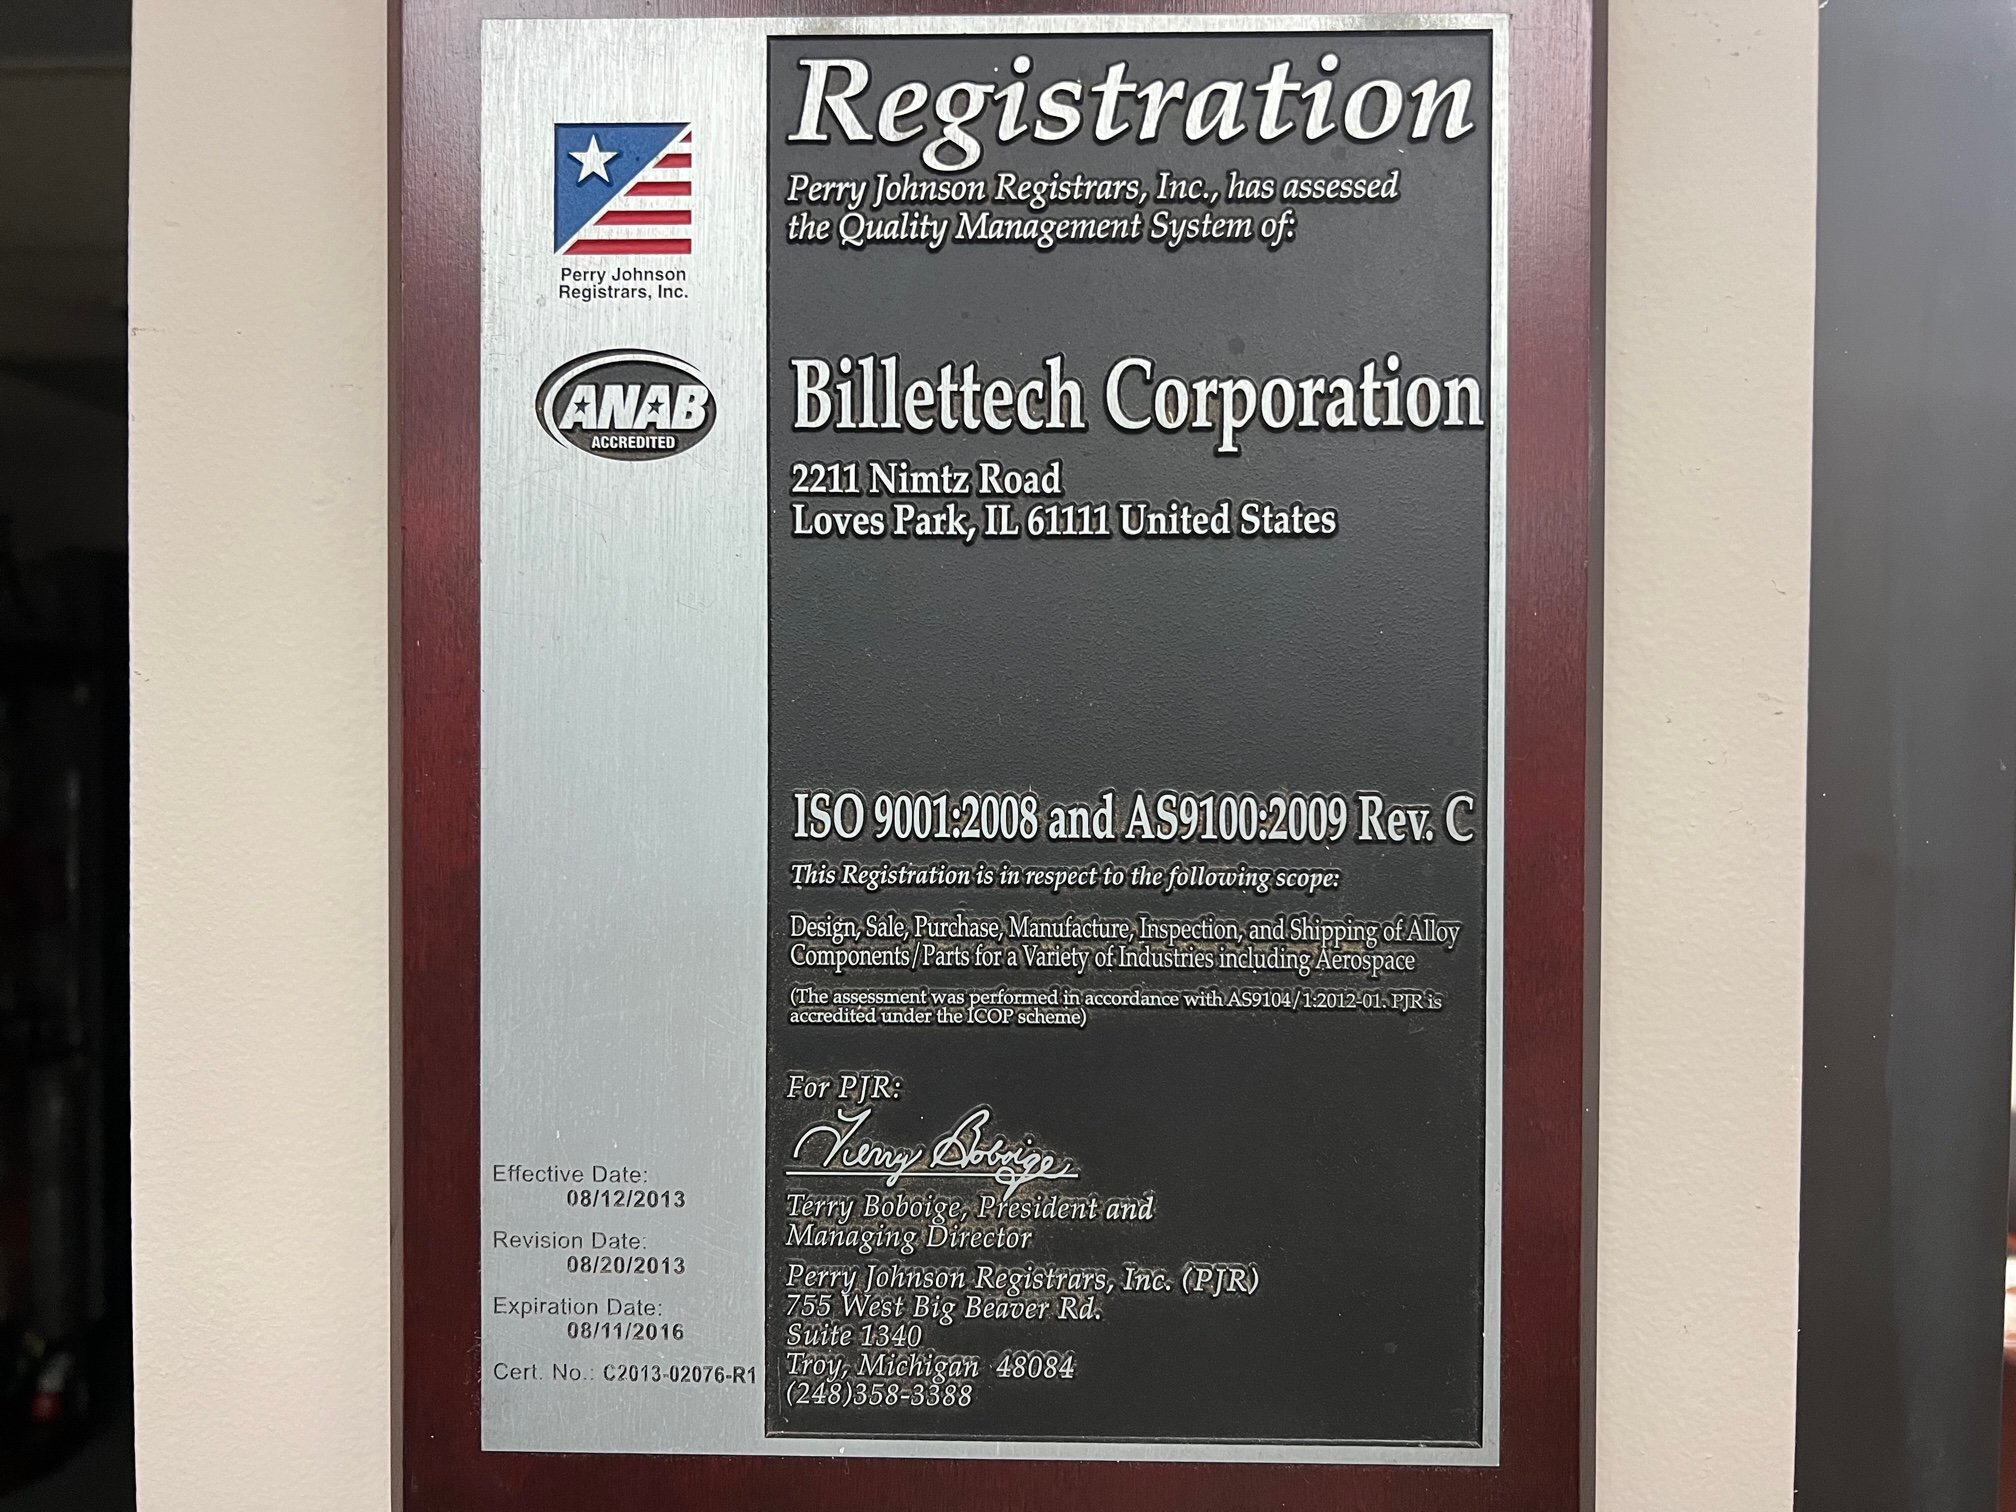 Registration
Perry Johnson Registrars, Inc., has assessed
the Quality Management System of:
Perry Johnson
Registrars, Inc.
ANAB
ACCREDITED
Billettech Corporation
2211 Nimtz Road
Loves Park, IL 61111 United States
ISO 9001:2008 and AS9100:2009 Rev. C
This Registration is in respect to the following scope:
Design, Sale, Purchase, Manufacture, Inspection, and Shipping of Alloy
Components/Parts for a Variety of Industries including Aerospace
(The assessment was performed in accordance with AS9104/1:2012-01. PJR is
accredited under the ICOP scheme)
For PJR:
Terry Boboige
Terry Boboige, President and
Managing Director
Perry Johnson Registrars, Inc. (PJR)
755 West Big Beaver Rd.
Suite 1340
Troy, Michigan 48084
(248)358-3388
Effective Date:
08/12/2013
Revision Date:
08/20/2013
Expiration Date:
08/11/2016
Cert. No.: C2013-02076-R1